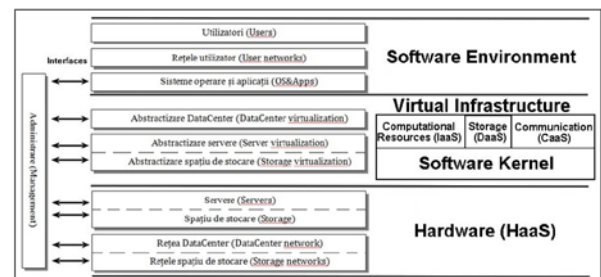 Utilizatori (Users)
Interfaces
Rețele utilizator (User networks)
Sisteme operare și aplicații (OS&Apps)
Software Environment
Administrare (Management)
Abstractizare DataCenter (DataCenter virtualization)
Abstractizare servere (Server virtualization)
Abstractizare spațiu de stocare (Storage virtualization)
Virtual Infrastructure
Computational
Resources (IaaS)
Storage
(DaaS)
Communication
(CaaS)
Software Kernel
Servere (Servers)
Spațiu de stocare (Storage)
Rețea DataCenter (DataCenter network)
Rețele spațiu de stocare (Storage networks)
Hardware (HaaS)